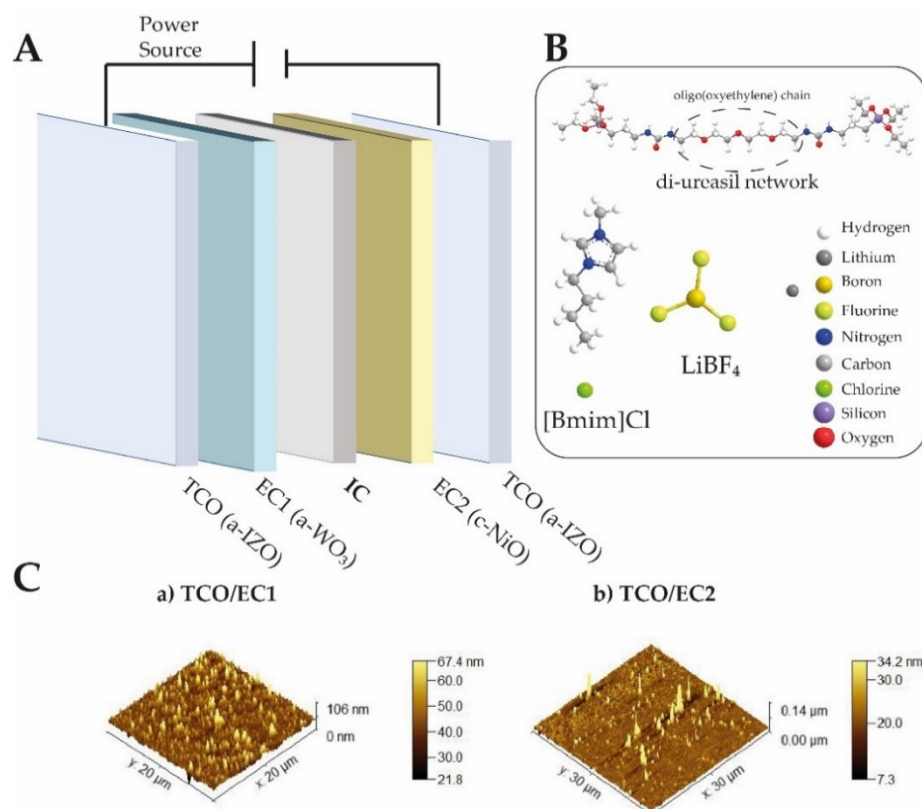 A
Power
Source
TCO (a-IZO)
EC1 (a-WO₃)
IC
EC2 (c-NiO)
TCO (a-IZO)
B
oligo(oxyethylene) chain
di-ureasil network
[Bmim]Cl
LiBF₄
Hydrogen
Lithium
Boron
Fluorine
Nitrogen
Carbon
Chlorine
Silicon
Oxygen
C
a) TCO/EC1
y: 20 µm
x: 20 µm
106 nm
0 nm
67.4 nm
60.0
50.0
40.0
30.0
21.8
b) TCO/EC2
y: 30 µm
x: 30 µm
0.14 µm
0.00 µm
34.2 nm
30.0
20.0
7.3